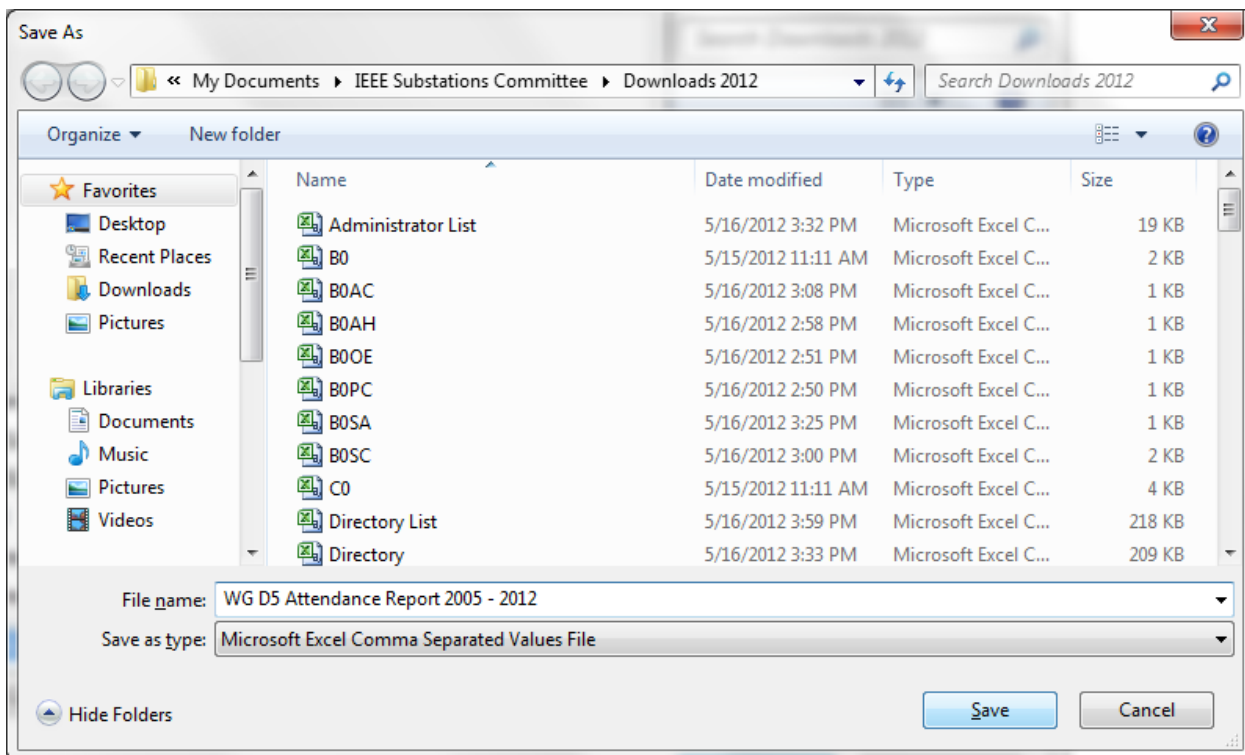 Save As
« My Documents ▸ IEEE Substations Committee ▸ Downloads 2012 Search Downloads 2012
Organize New folder
Name Date modified Type Size
Favorites
Desktop
Recent Places
Downloads
Pictures
Libraries
Documents
Music
Pictures
Videos
Administrator List 5/16/2012 3:32 PM Microsoft Excel C... 19 KB
B0 5/15/2012 11:11 AM Microsoft Excel C... 2 KB
B0AC 5/16/2012 3:08 PM Microsoft Excel C... 1 KB
B0AH 5/16/2012 2:58 PM Microsoft Excel C... 1 KB
B0OE 5/16/2012 2:51 PM Microsoft Excel C... 1 KB
B0PC 5/16/2012 2:50 PM Microsoft Excel C... 1 KB
B0SA 5/16/2012 3:25 PM Microsoft Excel C... 1 KB
B0SC 5/16/2012 3:00 PM Microsoft Excel C... 2 KB
C0 5/15/2012 11:11 AM Microsoft Excel C... 4 KB
Directory List 5/16/2012 3:59 PM Microsoft Excel C... 218 KB
Directory 5/16/2012 3:33 PM Microsoft Excel C... 209 KB
File name: WG D5 Attendance Report 2005 - 2012
Save as type: Microsoft Excel Comma Separated Values File
Hide Folders Save Cancel